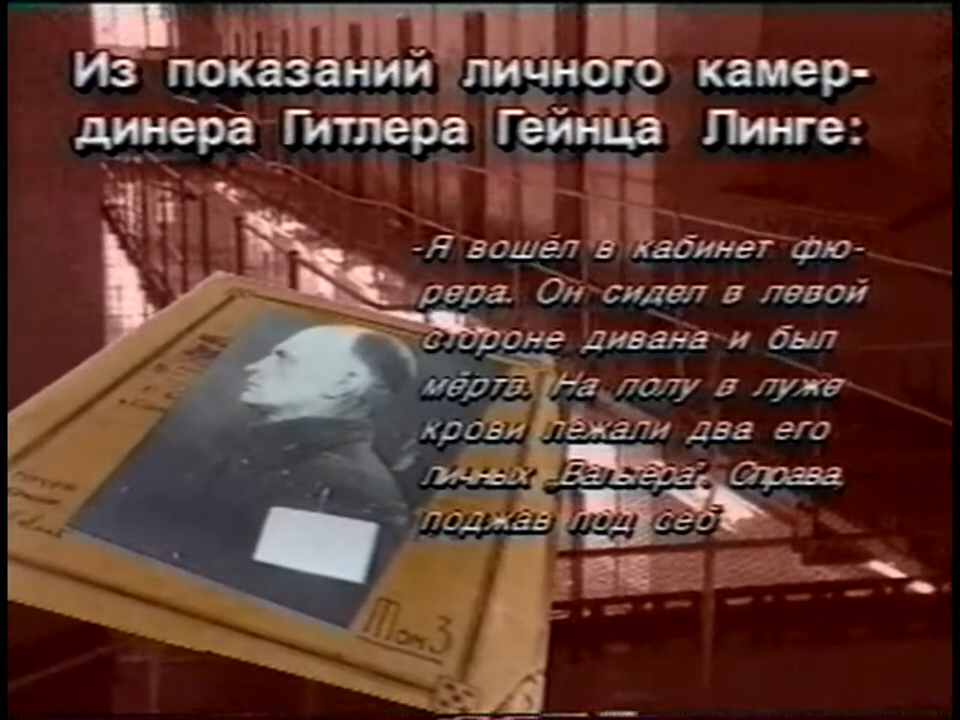 Из показаний личного камер-
динера Гитлера Гейнца Линге:
-Я вошёл в кабинет фю-
рера. Он сидел в левой
стороне дивана и был
мёртв. На полу в луже
крови лежали два его
личных „Вальтера". Справа,
поджав под себ
Том 3